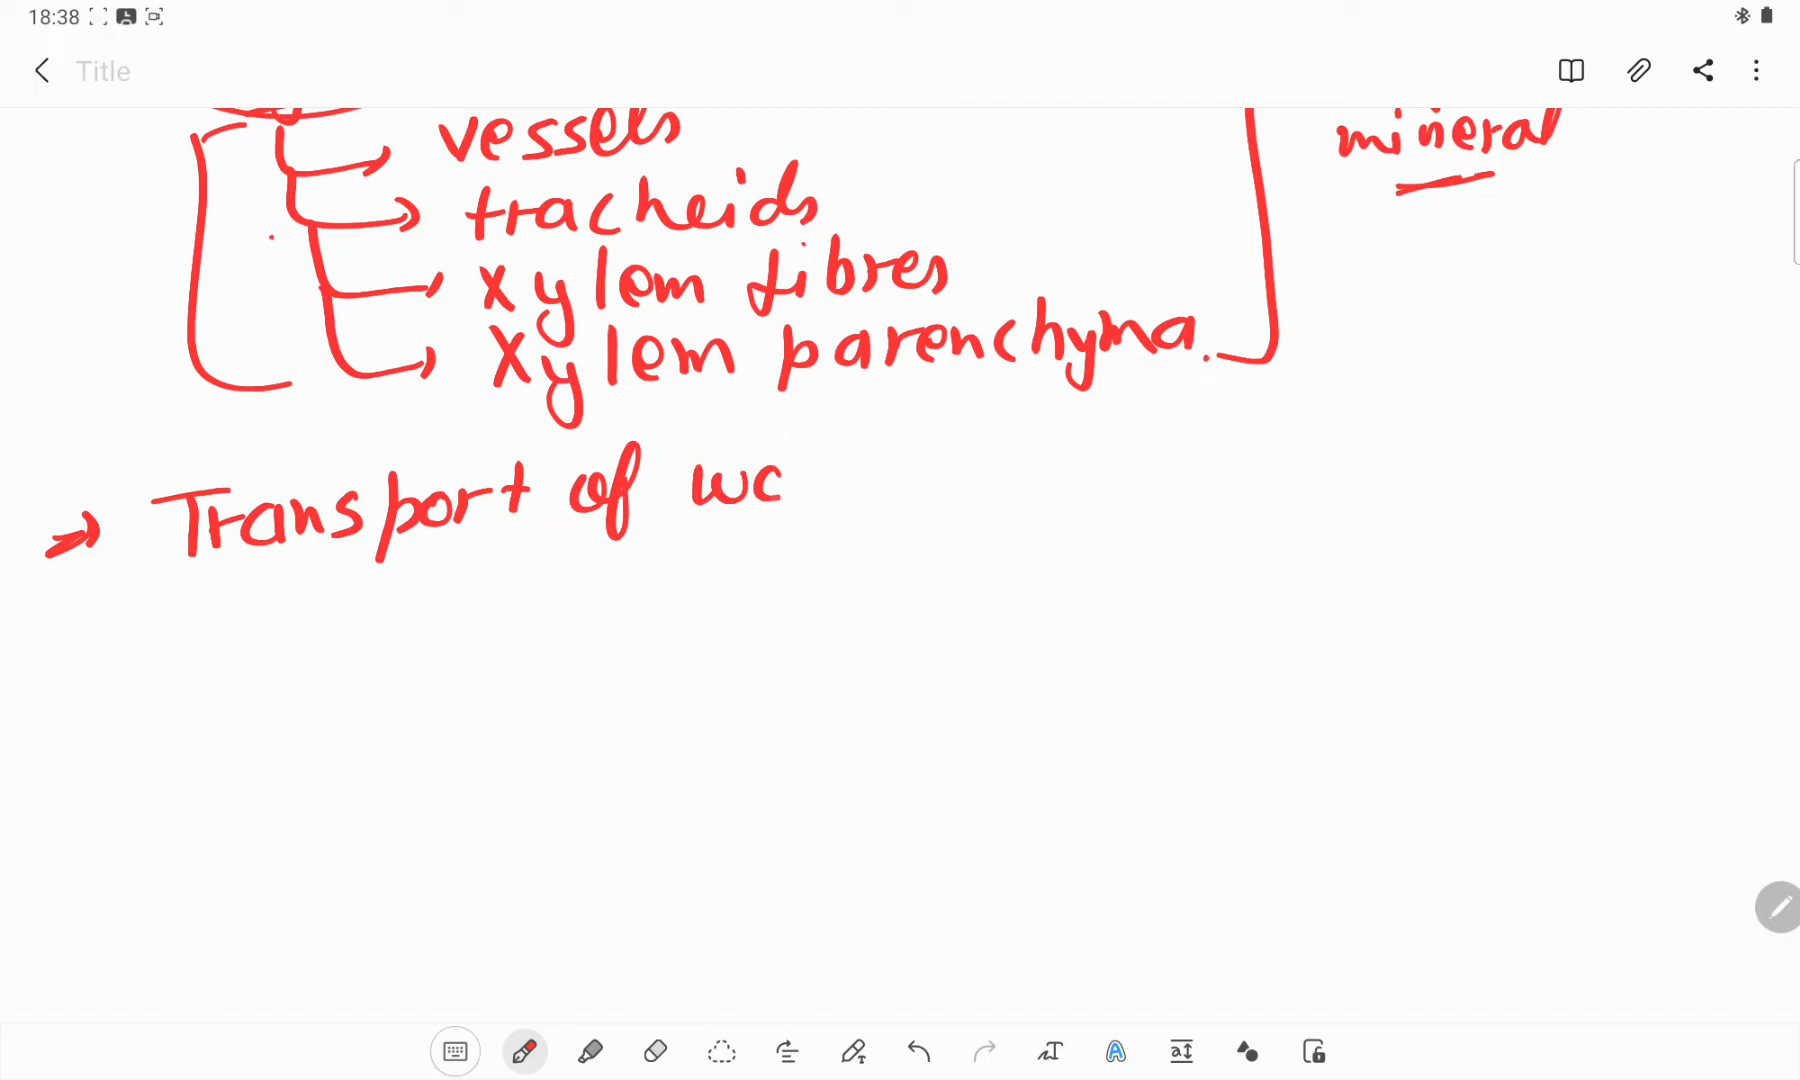 18:38
Title
vessels
mineral
tracheids
xylem fibres
xylem parenchyma.
→ Transport of wc